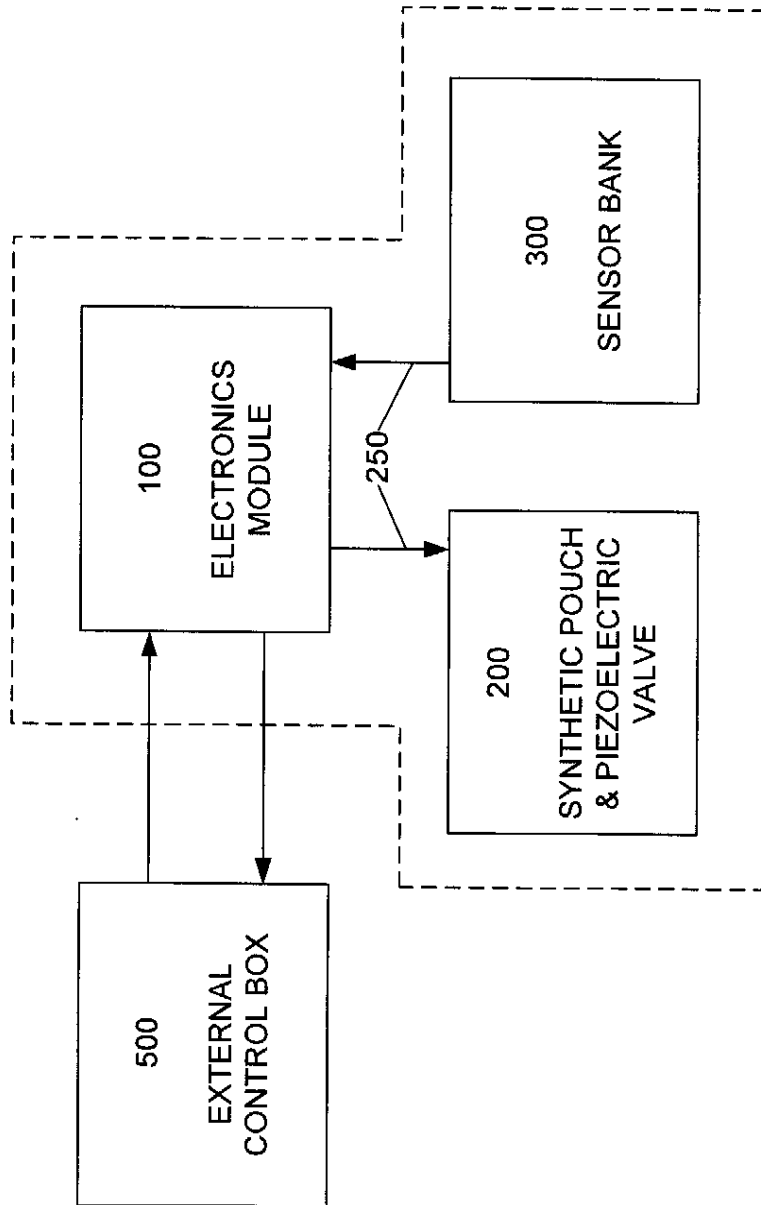 500
EXTERNAL
CONTROL BOX
100
ELECTRONICS
MODULE
250
200
SYNTHETIC POUCH
& PIEZOELECTRIC
VALVE
300
SENSOR BANK